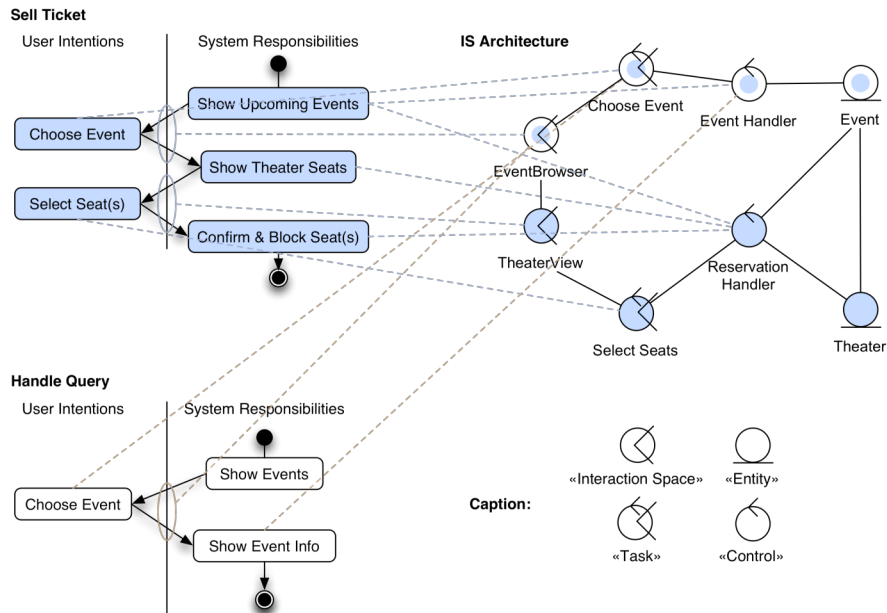 Sell Ticket
User Intentions
System Responsibilities
IS Architecture
Show Upcoming Events
Choose Event
Show Theater Seats
Select Seat(s)
Confirm & Block Seat(s)
Choose Event
Event Handler
Event
EventBrowser
TheaterView
Reservation
Handler
Select Seats
Theater
Handle Query
User Intentions
System Responsibilities
Show Events
Choose Event
Show Event Info
Caption:
«Interaction Space»
«Entity»
«Task»
«Control»